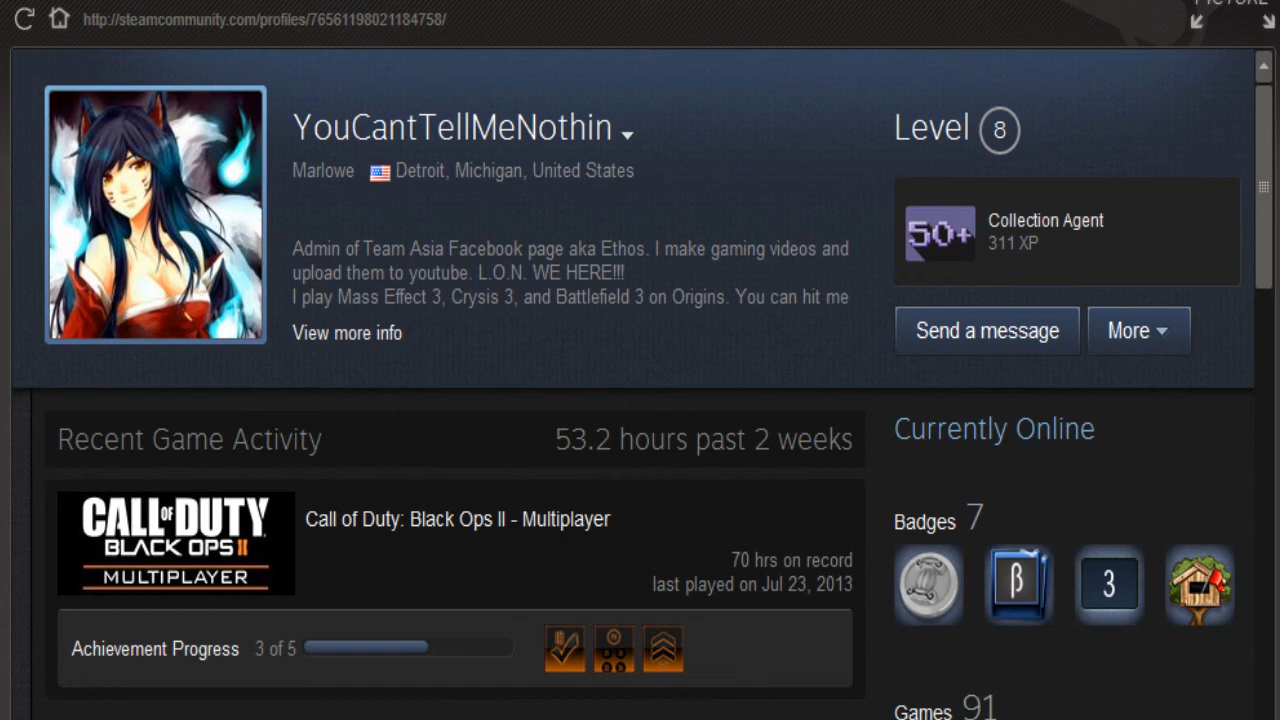 PICTURE
http://steamcommunity.com/profiles/76561198021184758/
YouCantTellMeNothin
Marlowe Detroit, Michigan, United States
Admin of Team Asia Facebook page aka Ethos. I make gaming videos and
upload them to youtube. L.O.N. WE HERE!!!
I play Mass Effect 3, Crysis 3, and Battlefield 3 on Origins. You can hit me
View more info
Level 8
50+
Collection Agent
311 XP
Send a message
More
Recent Game Activity 53.2 hours past 2 weeks
Currently Online
CALL OF DUTY
BLACK OPS II
MULTIPLAYER
Call of Duty: Black Ops II - Multiplayer
70 hrs on record
last played on Jul 23, 2013
Achievement Progress 3 of 5
Badges 7
β
3
Games 91